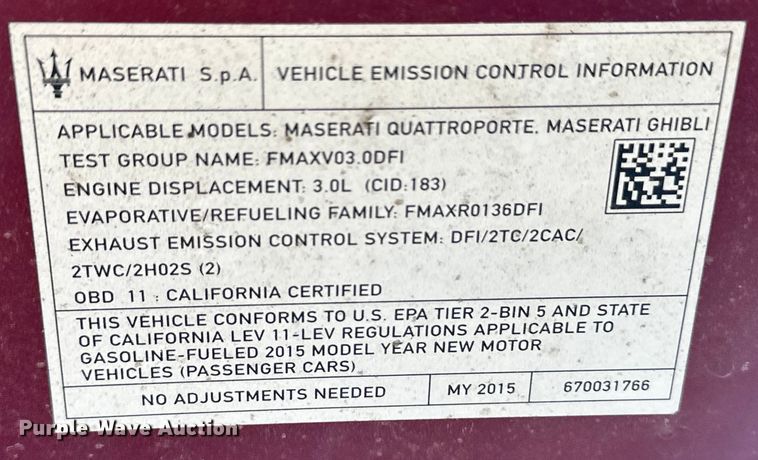 MASERATI S.p.A. VEHICLE EMISSION CONTROL INFORMATION
APPLICABLE MODELS: MASERATI QUATTROPORTE, MASERATI GHIBLI
TEST GROUP NAME: FMAXV03.0DFI
ENGINE DISPLACEMENT: 3.0L (CID:183)
EVAPORATIVE/REFUELING FAMILY: FMAXR0136DFI
EXHAUST EMISSION CONTROL SYSTEM: DFI/2TC/2CAC/
2TWC/2H02S (2)
OBD 11 : CALIFORNIA CERTIFIED
THIS VEHICLE CONFORMS TO U.S. EPA TIER 2-BIN 5 AND STATE
OF CALIFORNIA LEV 11-LEV REGULATIONS APPLICABLE TO
GASOLINE-FUELED 2015 MODEL YEAR NEW MOTOR
VEHICLES (PASSENGER CARS)
NO ADJUSTMENTS NEEDED MY 2015 670031766
Purple Wave Auction